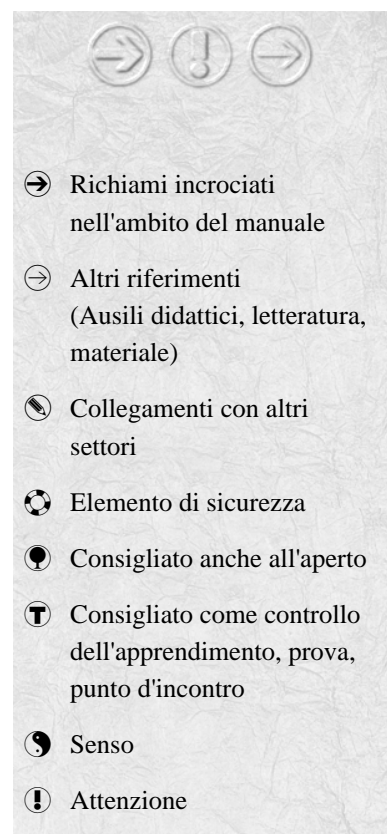 Richiami incrociati
nell'ambito del manuale
Altri riferimenti
(Ausili didattici, letteratura,
materiale)
Collegamenti con altri
settori
Elemento di sicurezza
Consigliato anche all'aperto
T Consigliato come controllo
dell'apprendimento, prova,
punto d'incontro
Senso
! Attenzione